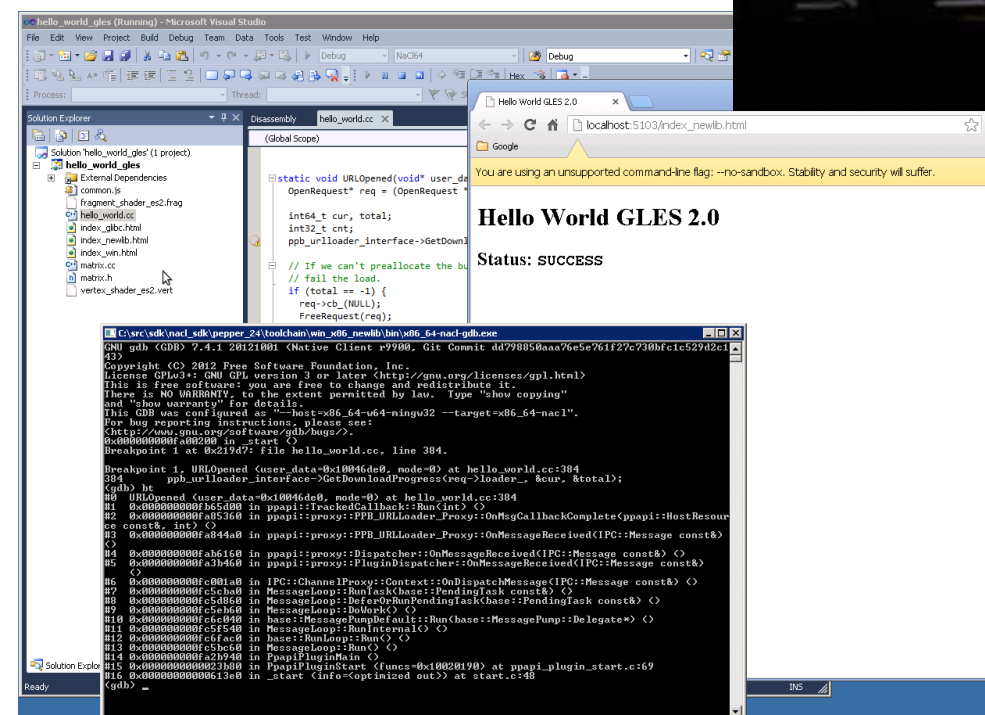 hello_world_gles (Running) - Microsoft Visual Studio
File Edit View Project Build Debug Team Data Tools Test Window Help
Debug NaCl64 Debug
Hex
Process: Thread:
Solution Explorer
Solution 'hello_world_gles' (1 project)
hello_world_gles
External Dependencies
common.js
fragment_shader_es2.frag
hello_world.cc
index_glibc.html
index_newlib.html
index_win.html
matrix.cc
matrix.h
vertex_shader_es2.vert
Disassembly hello_world.cc
(Global Scope)
static void URLOpened(void* user_da
OpenRequest* req = (OpenRequest *
int64_t cur, total;
int32_t cnt;
ppb_urlloader_interface->GetDownl
// If we can't preallocate the bu
// fail the load.
if (total == -1) {
req->cb_(NULL);
FreeRequest(req);
Hello World GLES 2.0
localhost:5103/index_newlib.html
Google
You are using an unsupported command-line flag: --no-sandbox. Stability and security will suffer.
Hello World GLES 2.0
Status: SUCCESS
C:\src\sdk\nacl_sdk\pepper_24\toolchain\win_x86_newlib\bin\x86_64-nacl-gdb.exe
GNU gdb (GDB) 7.4.1 20121001 (Native Client r9900, Git Commit dd798850aaa76e5e761f27c730bfc1c529d2c1
43)
Copyright (C) 2012 Free Software Foundation, Inc.
License GPLv3+: GNU GPL version 3 or later <http://gnu.org/licenses/gpl.html>
This is free software: you are free to change and redistribute it.
There is NO WARRANTY, to the extent permitted by law.  Type "show copying"
and "show warranty" for details.
This GDB was configured as "--host=x86_64-w64-mingw32 --target=x86_64-nacl".
For bug reporting instructions, please see:
<http://www.gnu.org/software/gdb/bugs/>.
0x000000000fa00200 in _start ()
Breakpoint 1 at 0x219d7: file hello_world.cc, line 384.
Breakpoint 1, URLOpened (user_data=0x10046de0, mode=0) at hello_world.cc:384
384 ppb_urlloader_interface->GetDownloadProgress(req->loader_, &cur, &total);
(gdb) bt
#0 URLOpened (user_data=0x10046de0, mode=0) at hello_world.cc:384
#1 0x000000000fb65d00 in ppapi::TrackedCallback::Run(int) ()
#2 0x000000000fa85360 in ppapi::proxy::PPB_URLLoader_Proxy::OnMsgCallbackComplete(ppapi::HostResour
ce const&, int) ()
#3 0x000000000fa844a0 in ppapi::proxy::PPB_URLLoader_Proxy::OnMessageReceived(IPC::Message const&)
()
#4 0x000000000fab6160 in ppapi::proxy::Dispatcher::OnMessageReceived(IPC::Message const&) ()
#5 0x000000000fa3b460 in ppapi::proxy::PluginDispatcher::OnMessageReceived(IPC::Message const&)
()
#6 0x000000000fc001a0 in IPC::ChannelProxy::Context::OnDispatchMessage(IPC::Message const&) ()
#7 0x000000000fc5cba0 in MessageLoop::RunTask(base::PendingTask const&) ()
#8 0x000000000fc5d860 in MessageLoop::DeferOrRunPendingTask(base::PendingTask const&) ()
#9 0x000000000fc5eb60 in MessageLoop::DoWork() ()
#10 0x000000000fc6c040 in base::MessagePumpDefault::Run(base::MessagePump::Delegate*) ()
#11 0x000000000fc5f540 in MessageLoop::RunInternal() ()
#12 0x000000000fc6fac0 in base::RunLoop::Run() ()
#13 0x000000000fc5bc60 in MessageLoop::Run() ()
#14 0x000000000fa2b940 in PpapiPluginMain ()
#15 0x0000000000023b80 in PpapiPluginStart (funcs=0x10020190) at ppapi_plugin_start.c:69
#16 0x00000000000613e0 in _start (info=<optimized out>) at start.c:48
(gdb) _
Solution Explor
Ready INS